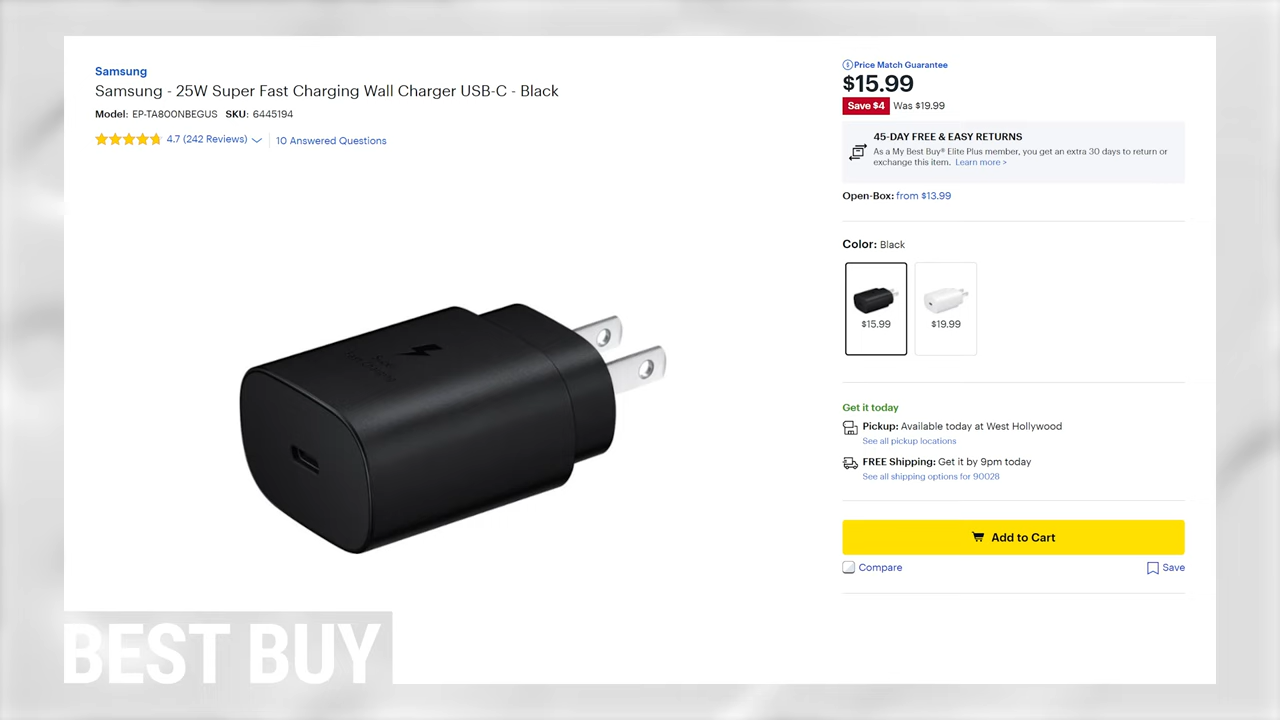 Samsung
Samsung - 25W Super Fast Charging Wall Charger USB-C - Black
Model: EP-TA800NBEGUS SKU: 6445194
4.7 (242 Reviews)
10 Answered Questions
Price Match Guarantee
$15.99
Save $4 Was $19.99
45-DAY FREE & EASY RETURNS
As a My Best Buy® Elite Plus member, you get an extra 30 days to return or
exchange this item. Learn more >
Open-Box: from $13.99
Color: Black
$15.99
$19.99
Get it today
Pickup: Available today at West Hollywood
See all pickup locations
FREE Shipping: Get it by 9pm today
See all shipping options for 90028
Add to Cart
Compare
Save
BEST BUY